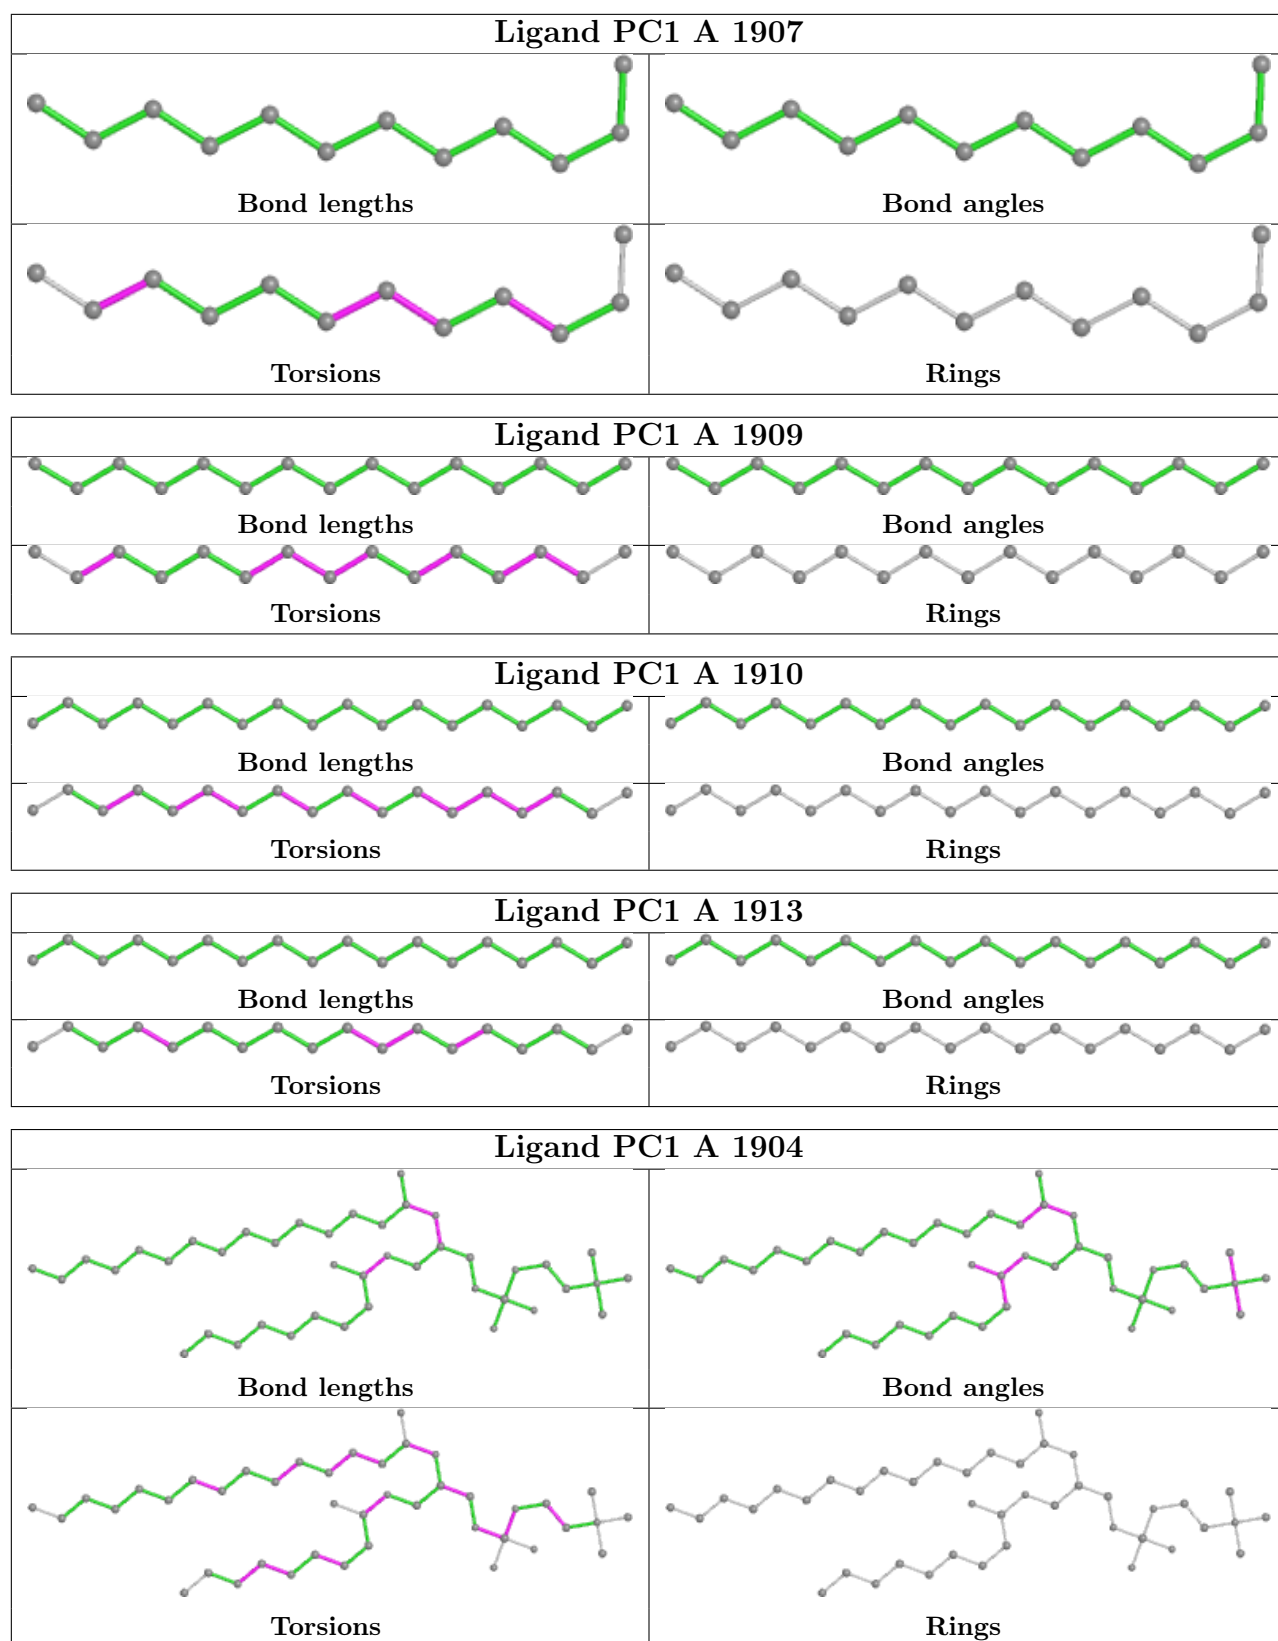 Ligand PC1 A 1907
Bond lengths
Bond angles
Torsions
Rings
Ligand PC1 A 1909
Bond lengths
Bond angles
Torsions
Rings
Ligand PC1 A 1910
Bond lengths
Bond angles
Torsions
Rings
Ligand PC1 A 1913
Bond lengths
Bond angles
Torsions
Rings
Ligand PC1 A 1904
Bond lengths
Bond angles
Torsions
Rings